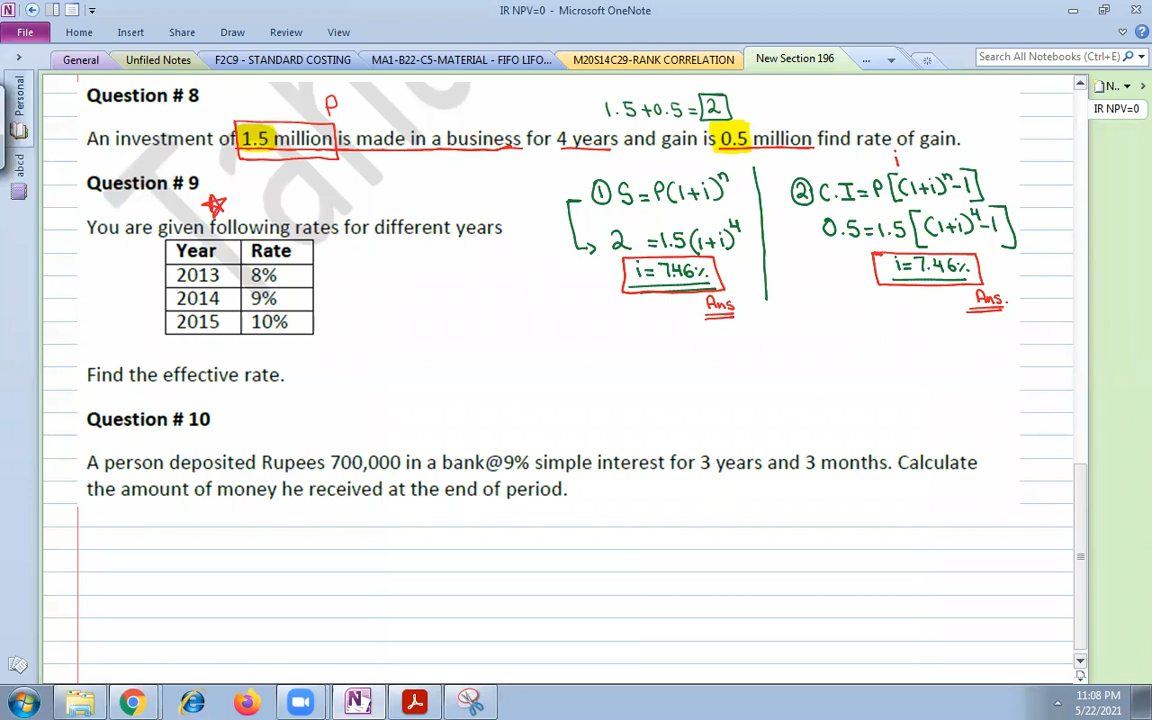 IR NPV=0 - Microsoft OneNote
File Home Insert Share Draw Review View
General Unfiled Notes F2C9 - STANDARD COSTING MA1-B2-C5-MATERIAL - FIFO LIFO... M20S14C29-RANK CORRELATION New Section 196 ... Search All Notebooks (Ctrl+E)
Personal
abcd
N..
IR NPV=0
Question # 8
P
1.5+0.5=2
An investment of 1.5 million is made in a business for 4 years and gain is 0.5 million find rate of gain.
i
Question # 9
You are given following rates for different years
Year Rate
2013 8%
2014 9%
2015 10%
① S=P(1+i)^n
2 =1.5(1+i)^4
i=7.46%
Ans
② C.I=P[(1+i)^n-1]
0.5=1.5[(1+i)^4-1]
i=7.46%
Ans.
Find the effective rate.
Question # 10
A person deposited Rupees 700,000 in a bank@9% simple interest for 3 years and 3 months. Calculate
the amount of money he received at the end of period.
11:08 PM
5/22/2021